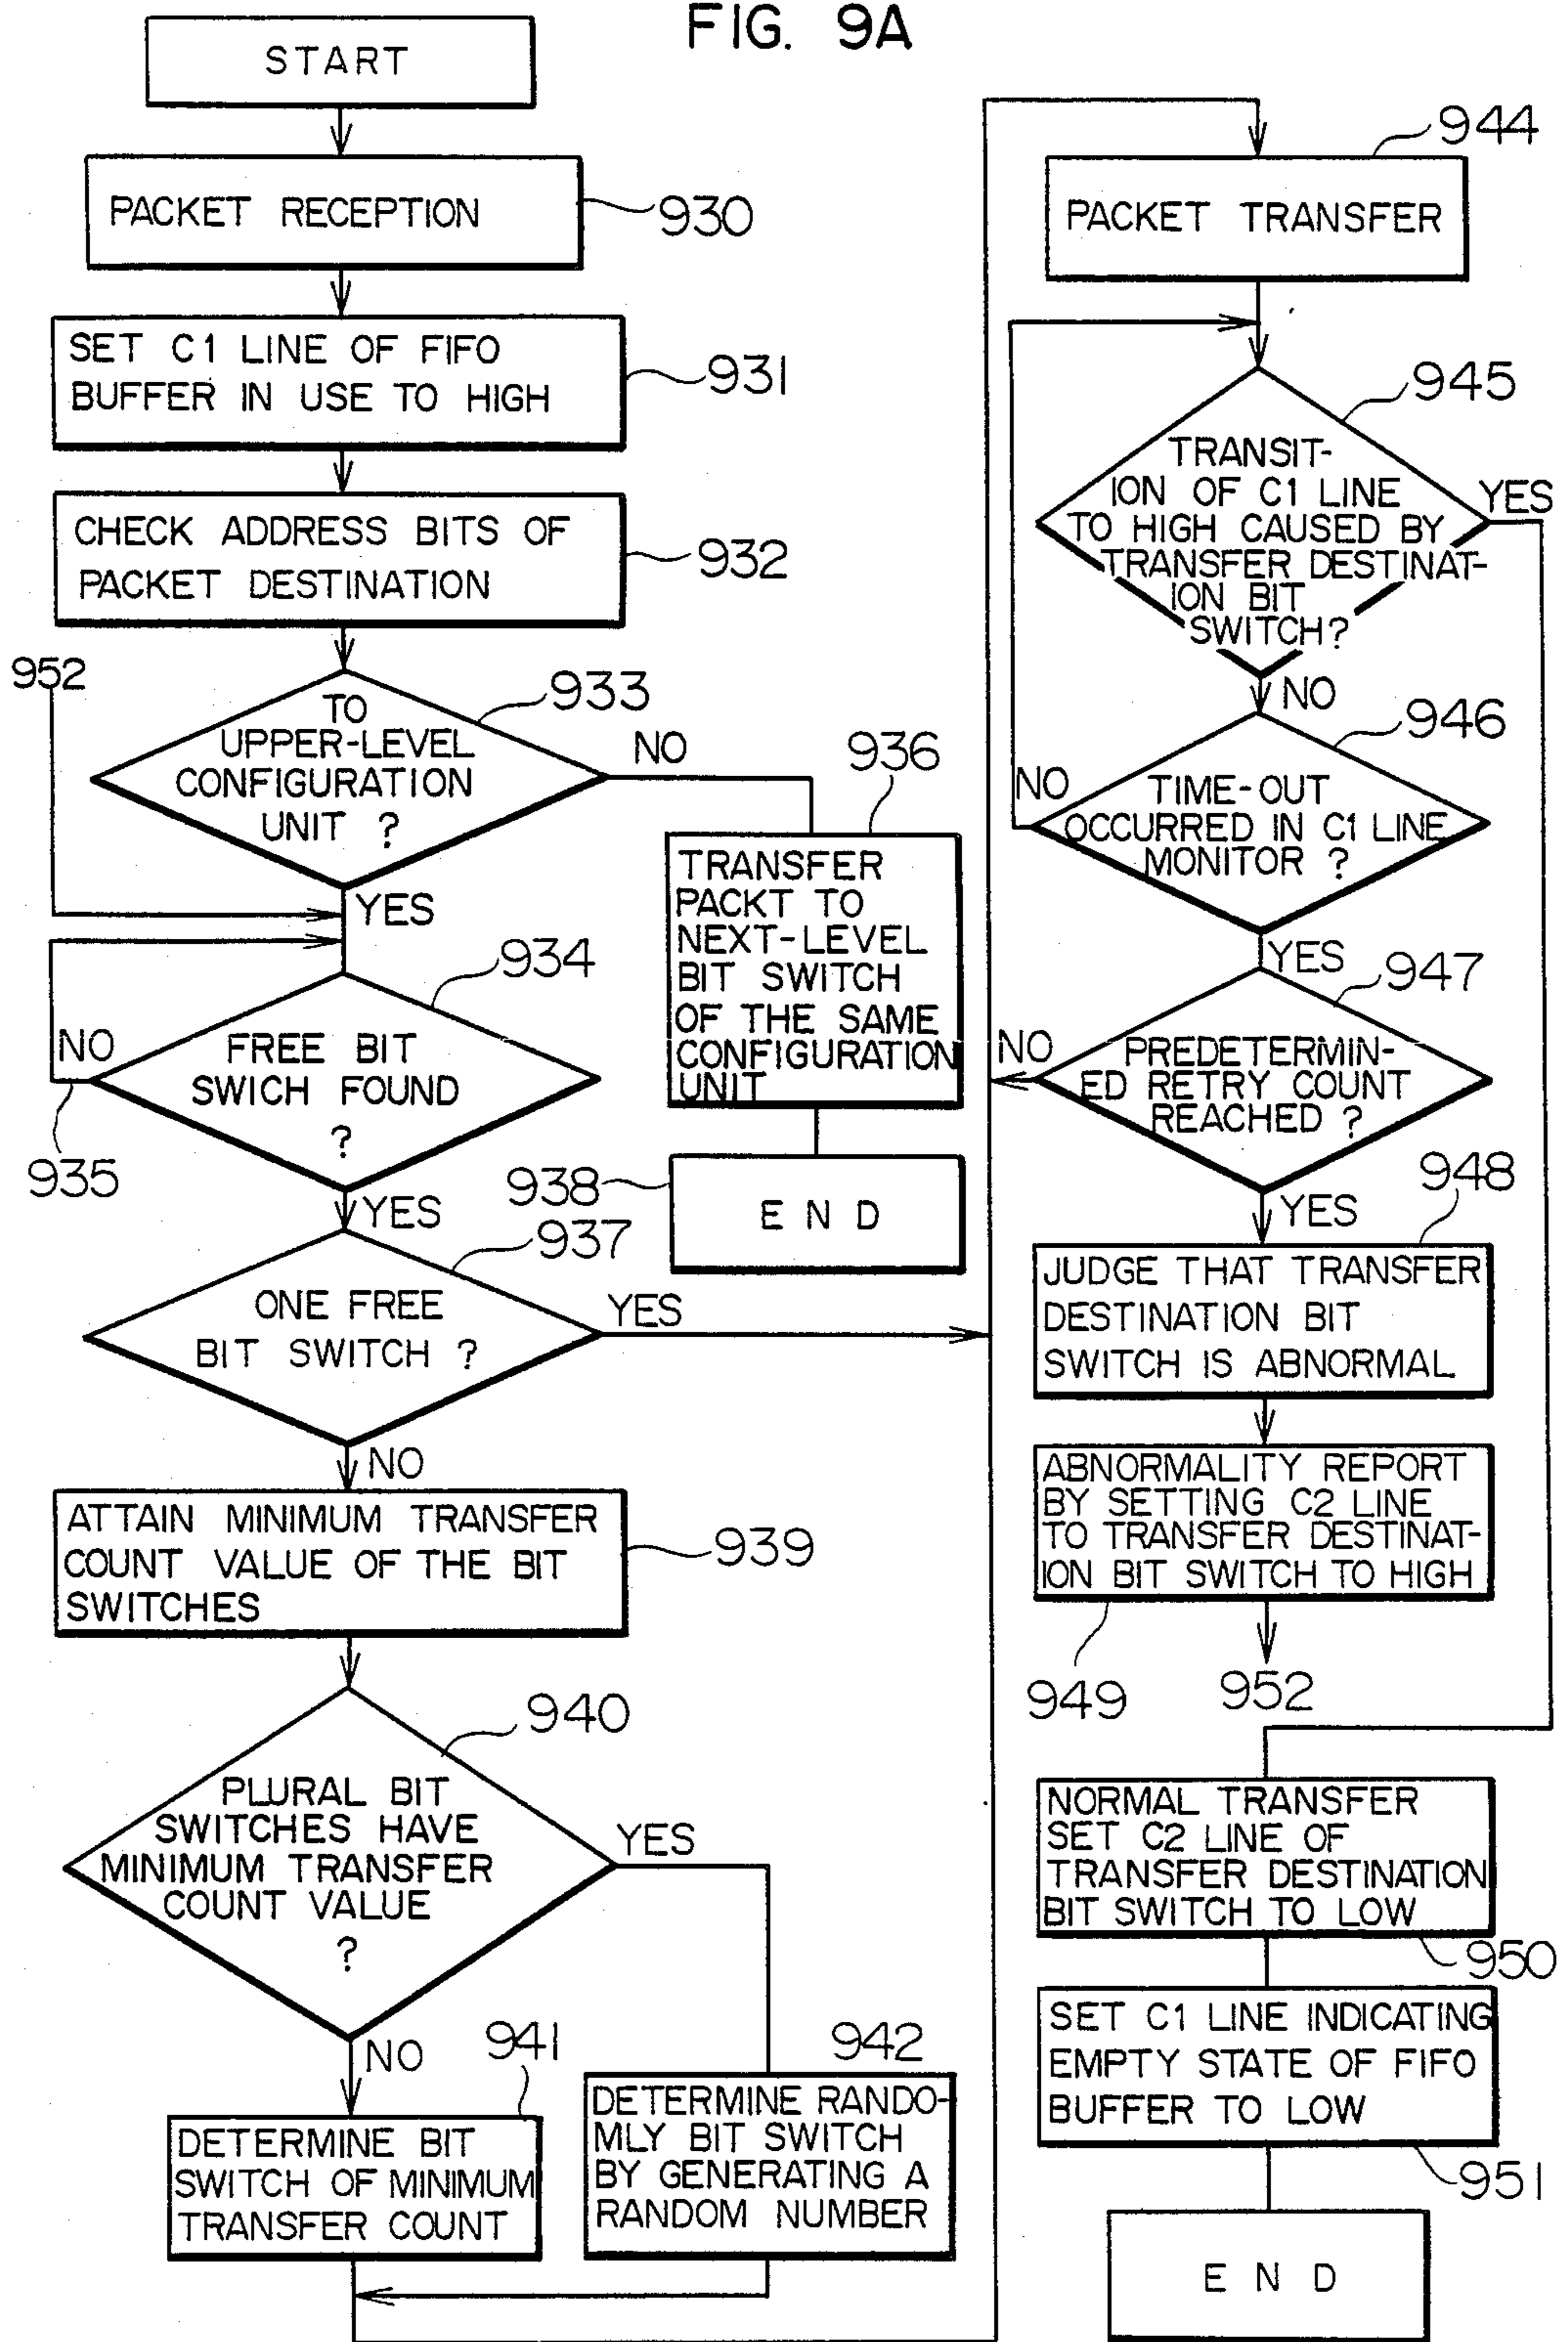 FIG. 9A
START
PACKET RECEPTION
930
SET C1 LINE OF FIFO
BUFFER IN USE TO HIGH
931
CHECK ADDRESS BITS OF
PACKET DESTINATION
932
952
TO
UPPER-LEVEL
CONFIGURATION
UNIT ?
933
NO
YES
936
TRANSFER
PACKT TO
NEXT-LEVEL
BIT SWITCH
OF THE SAME
CONFIGURATION
UNIT
938
E N D
934
FREE BIT
SWICH FOUND
?
NO
935
YES
937
ONE FREE
BIT SWITCH ?
YES
NO
ATTAIN MINIMUM TRANSFER
COUNT VALUE OF THE BIT
SWITCHES
939
940
PLURAL BIT
SWITCHES HAVE
MINIMUM TRANSFER
COUNT VALUE
?
YES
NO
941
DETERMINE BIT
SWITCH OF MINIMUM
TRANSFER COUNT
942
DETERMINE RANDO-
MLY BIT SWITCH
BY GENERATING A
RANDOM NUMBER
944
PACKET TRANSFER
945
TRANSIT-
ION OF C1 LINE
TO HIGH CAUSED BY
TRANSFER DESTINAT-
ION BIT
SWITCH?
YES
NO
946
TIME-OUT
OCCURRED IN C1 LINE
MONITOR ?
NO
YES
947
PREDETERMIN-
ED RETRY COUNT
REACHED ?
NO
YES
948
JUDGE THAT TRANSFER
DESTINATION BIT
SWITCH IS ABNORMAL
ABNORMALITY REPORT
BY SETTING C2 LINE
TO TRANSFER DESTINAT-
ION BIT SWITCH TO HIGH
949
952
NORMAL TRANSFER
SET C2 LINE OF
TRANSFER DESTINATION
BIT SWITCH TO LOW
950
SET C1 LINE INDICATING
EMPTY STATE OF FIFO
BUFFER TO LOW
951
E N D